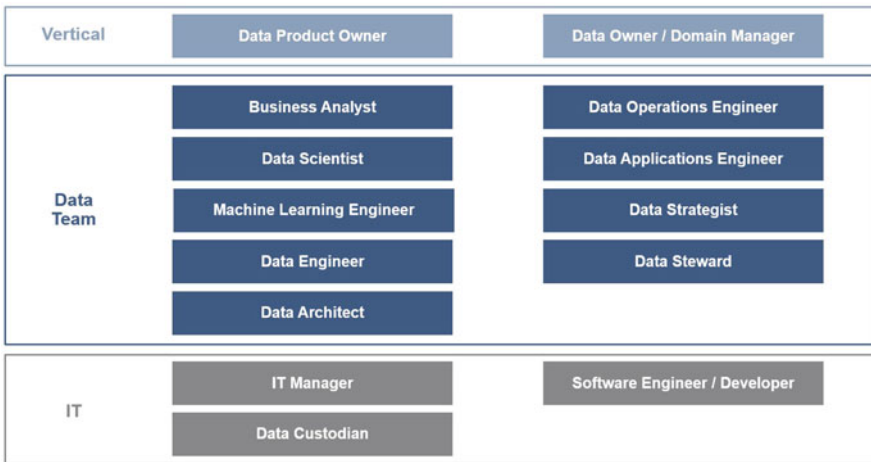 Vertical
Data Product Owner
Data Owner / Domain Manager
Data
Team
Business Analyst
Data Operations Engineer
Data Scientist
Data Applications Engineer
Machine Learning Engineer
Data Strategist
Data Engineer
Data Steward
Data Architect
IT
IT Manager
Software Engineer / Developer
Data Custodian